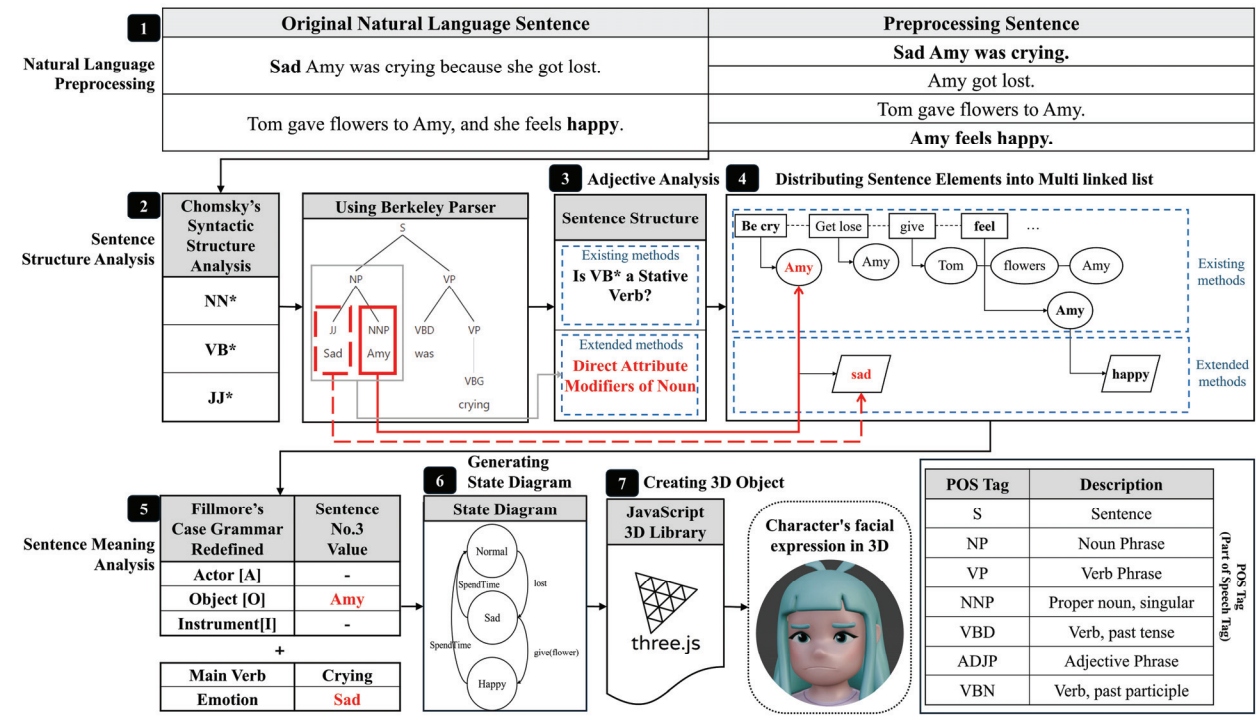 1
Natural Language
Preprocessing
Original Natural Language Sentence
Preprocessing Sentence
Sad Amy was crying because she got lost.
Sad Amy was crying.
Amy got lost.
Tom gave flowers to Amy, and she feels happy.
Tom gave flowers to Amy.
Amy feels happy.
2
Sentence
Structure Analysis
Chomsky's
Syntactic
Structure
Analysis
NN*
VB*
JJ*
Using Berkeley Parser
S
NP
VP
JJ
NNP
VBD
VP
Sad
Amy
was
VBG
crying
3
Adjective Analysis
Sentence Structure
Existing methods
Is VB* a Stative
Verb?
Extended methods
Direct Attribute
Modifiers of Noun
4
Distributing Sentence Elements into Multi linked list
Be cry
Get lose
give
feel
...
Amy
Amy
Tom
flowers
Amy
Amy
Existing
methods
sad
happy
Extended
methods
5
Sentence Meaning
Analysis
Fillmore's
Case Grammar
Redefined
Sentence
No.3
Value
Actor [A]
-
Object [O]
Amy
Instrument[I]
-
+
Main Verb
Crying
Emotion
Sad
6
Generating
State Diagram
State Diagram
Normal
SpendTime
lost
Sad
SpendTime
give(flower)
Happy
7
Creating 3D Object
JavaScript
3D Library
three.js
Character's facial
expression in 3D
POS Tag
Description
S
Sentence
NP
Noun Phrase
VP
Verb Phrase
NNP
Proper noun, singular
VBD
Verb, past tense
ADJP
Adjective Phrase
VBN
Verb, past participle
POS Tag
(Part of Speech Tag)